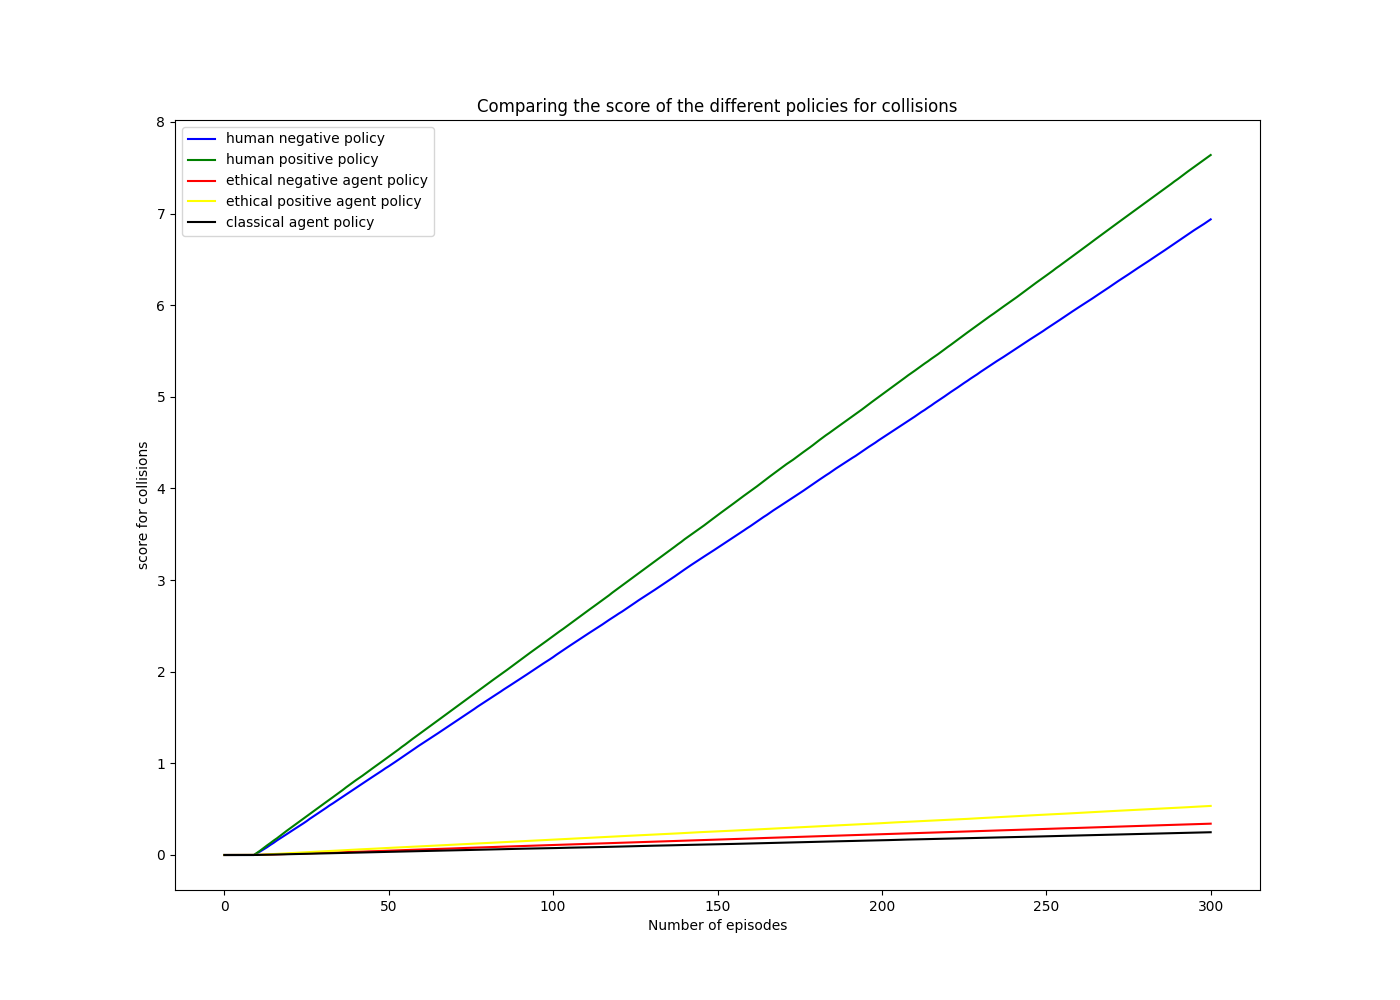 Comparing the score of the different policies for collisions
human negative policy
human positive policy
ethical negative agent policy
ethical positive agent policy
classical agent policy
score for collisions
8
7
6
5
4
3
2
1
0
0 50 100 150 200 250 300
Number of episodes